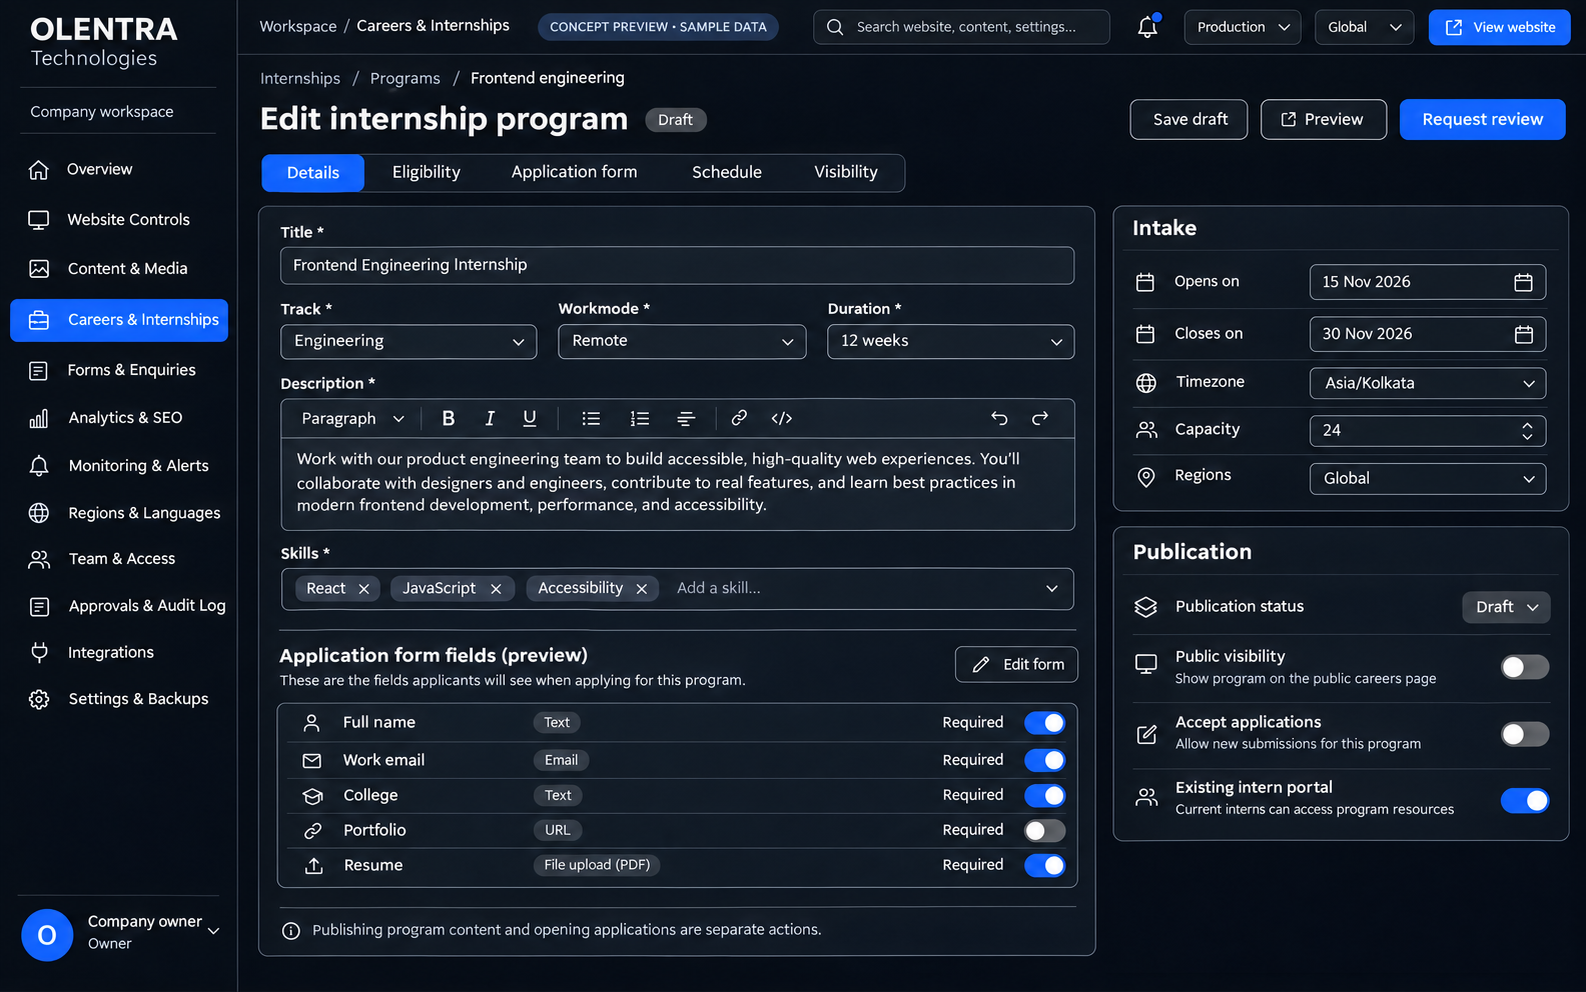 OLENTRA
Technologies
Company workspace
Overview
Website Controls
Content & Media
Careers & Internships
Forms & Enquiries
Analytics & SEO
Monitoring & Alerts
Regions & Languages
Team & Access
Approvals & Audit Log
Integrations
Settings & Backups
O
Company owner
Owner
Workspace / Careers & Internships
CONCEPT PREVIEW • SAMPLE DATA
Search website, content, settings...
Production
Global
View website
Internships / Programs / Frontend engineering
Edit internship program
Draft
Save draft
Preview
Request review
Details
Eligibility
Application form
Schedule
Visibility
Title *
Frontend Engineering Internship
Track *
Engineering
Workmode *
Remote
Duration *
12 weeks
Description *
Paragraph
B
I
U
</>
Work with our product engineering team to build accessible, high-quality web experiences. You'll
collaborate with designers and engineers, contribute to real features, and learn best practices in
modern frontend development, performance, and accessibility.
Skills *
React
JavaScript
Accessibility
Add a skill...
Application form fields (preview)
These are the fields applicants will see when applying for this program.
Edit form
Full name Text Required
Work email Email Required
College Text Required
Portfolio URL Required
Resume File upload (PDF) Required
Publishing program content and opening applications are separate actions.
Intake
Opens on 15 Nov 2026
Closes on 30 Nov 2026
Timezone Asia/Kolkata
Capacity 24
Regions Global
Publication
Publication status Draft
Public visibility
Show program on the public careers page
Accept applications
Allow new submissions for this program
Existing intern portal
Current interns can access program resources